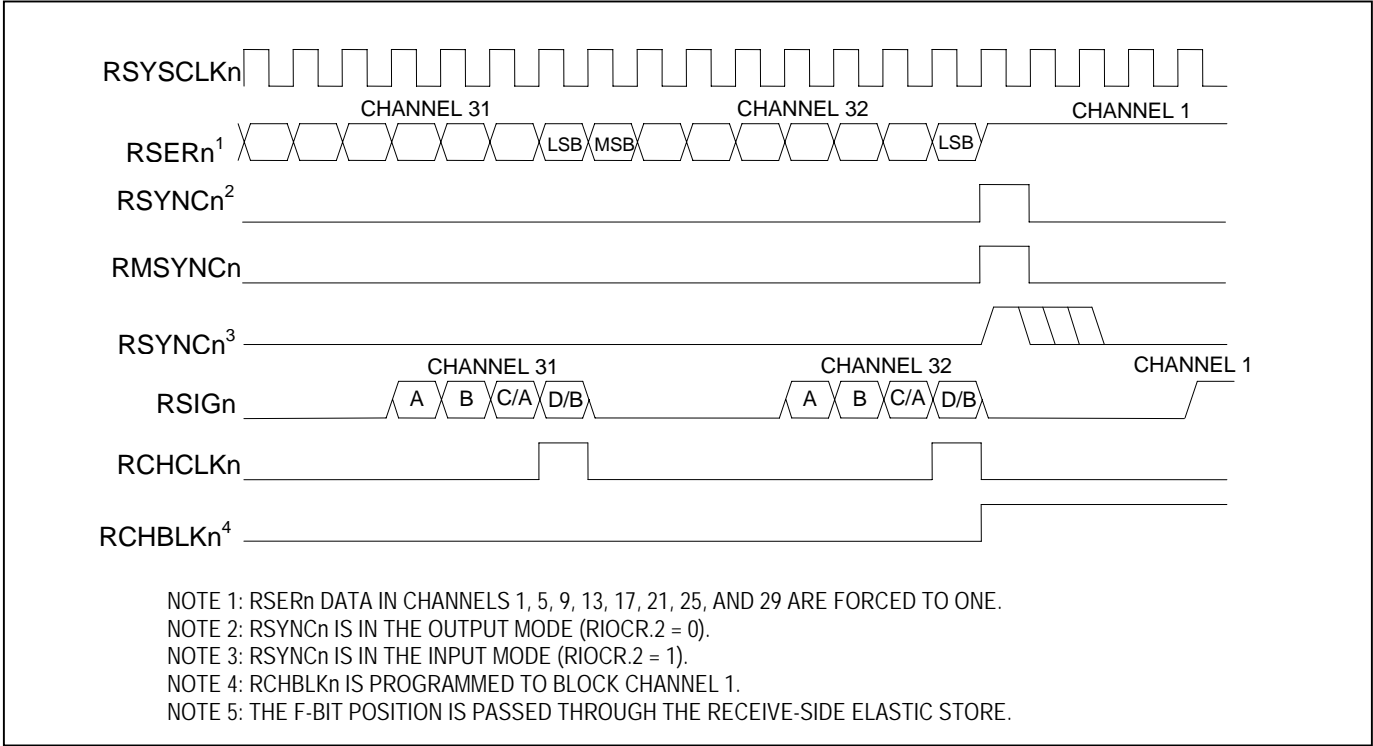 RSYSCLKn
CHANNEL 31 CHANNEL 32 CHANNEL 1
RSERn1 LSB MSB LSB
RSYNCn2
RMSYNCn
RSYNCn3
CHANNEL 31 CHANNEL 32 CHANNEL 1
RSIGn A B C/A D/B A B C/A D/B
RCHCLKn
RCHBLKn4
NOTE 1: RSERn DATA IN CHANNELS 1, 5, 9, 13, 17, 21, 25, AND 29 ARE FORCED TO ONE.
NOTE 2: RSYNCn IS IN THE OUTPUT MODE (RIOCR.2 = 0).
NOTE 3: RSYNCn IS IN THE INPUT MODE (RIOCR.2 = 1).
NOTE 4: RCHBLKn IS PROGRAMMED TO BLOCK CHANNEL 1.
NOTE 5: THE F-BIT POSITION IS PASSED THROUGH THE RECEIVE-SIDE ELASTIC STORE.